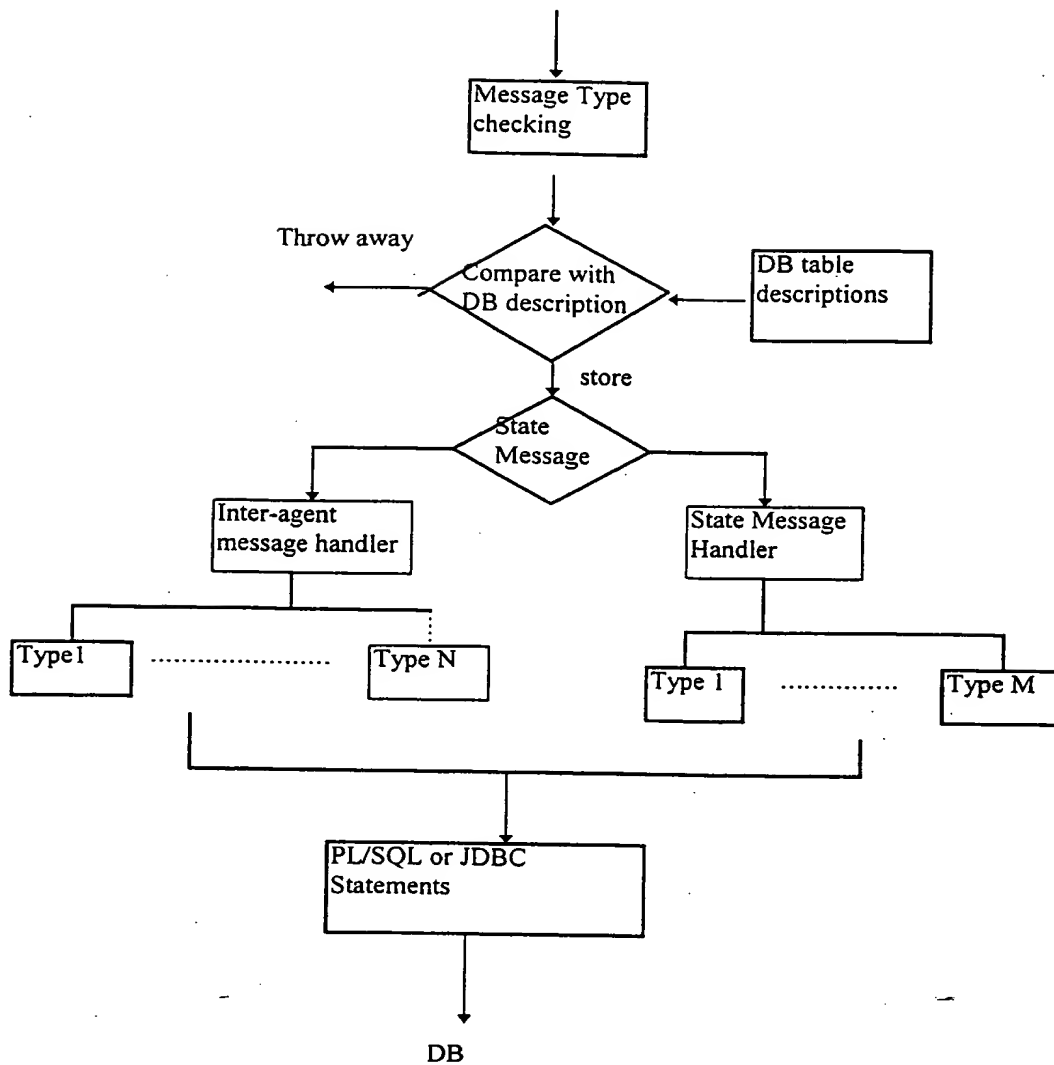 Message Type
checking
Throw away
Compare with
DB description
DB table
descriptions
store
State
Message
Inter-agent
message handler
State Message
Handler
Type1
Type N
Type 1
Type M
PL/SQL or JDBC
Statements
DB